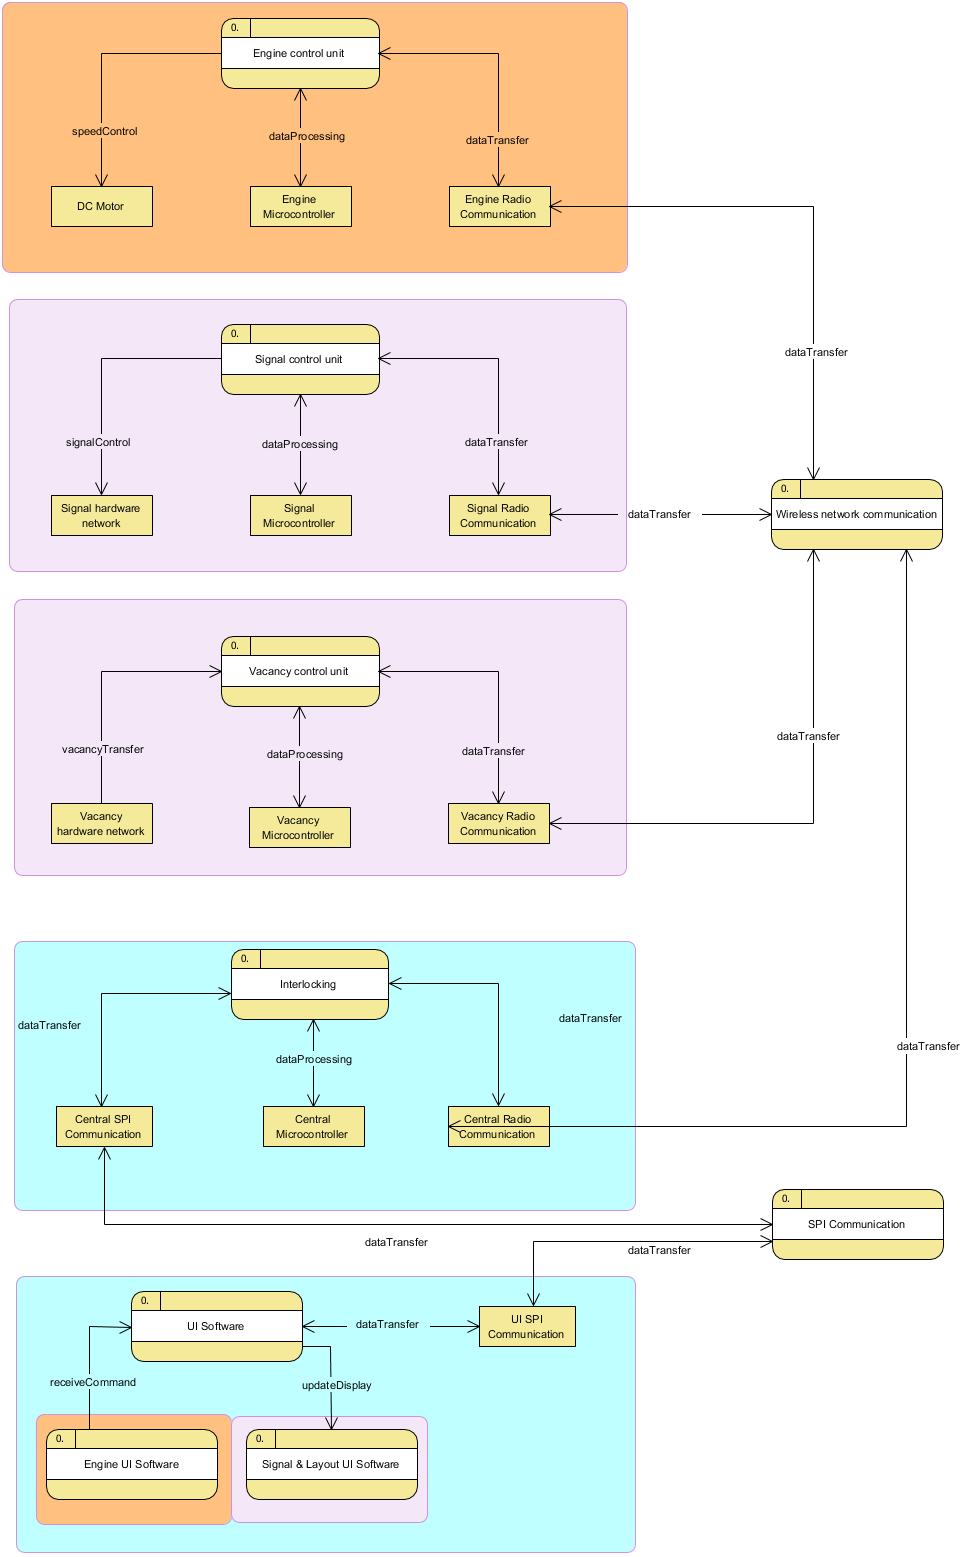 0.
Engine control unit
speedControl
dataProcessing
dataTransfer
DC Motor
Engine
Microcontroller
Engine Radio
Communication
dataTransfer
0.
Signal control unit
signalControl
dataProcessing
dataTransfer
Signal hardware
network
Signal
Microcontroller
Signal Radio
Communication
dataTransfer
0.
Wireless network communication
0.
Vacancy control unit
vacancyTransfer
dataProcessing
dataTransfer
dataTransfer
Vacancy
hardware network
Vacancy
Microcontroller
Vacancy Radio
Communication
0.
Interlocking
dataTransfer
dataProcessing
dataTransfer
dataTransfer
Central SPI
Communication
Central
Microcontroller
Central Radio
Communication
0.
SPI Communication
dataTransfer
dataTransfer
0.
UI Software
dataTransfer
UI SPI
Communication
receiveCommand
updateDisplay
0.
Engine UI Software
0.
Signal & Layout UI Software